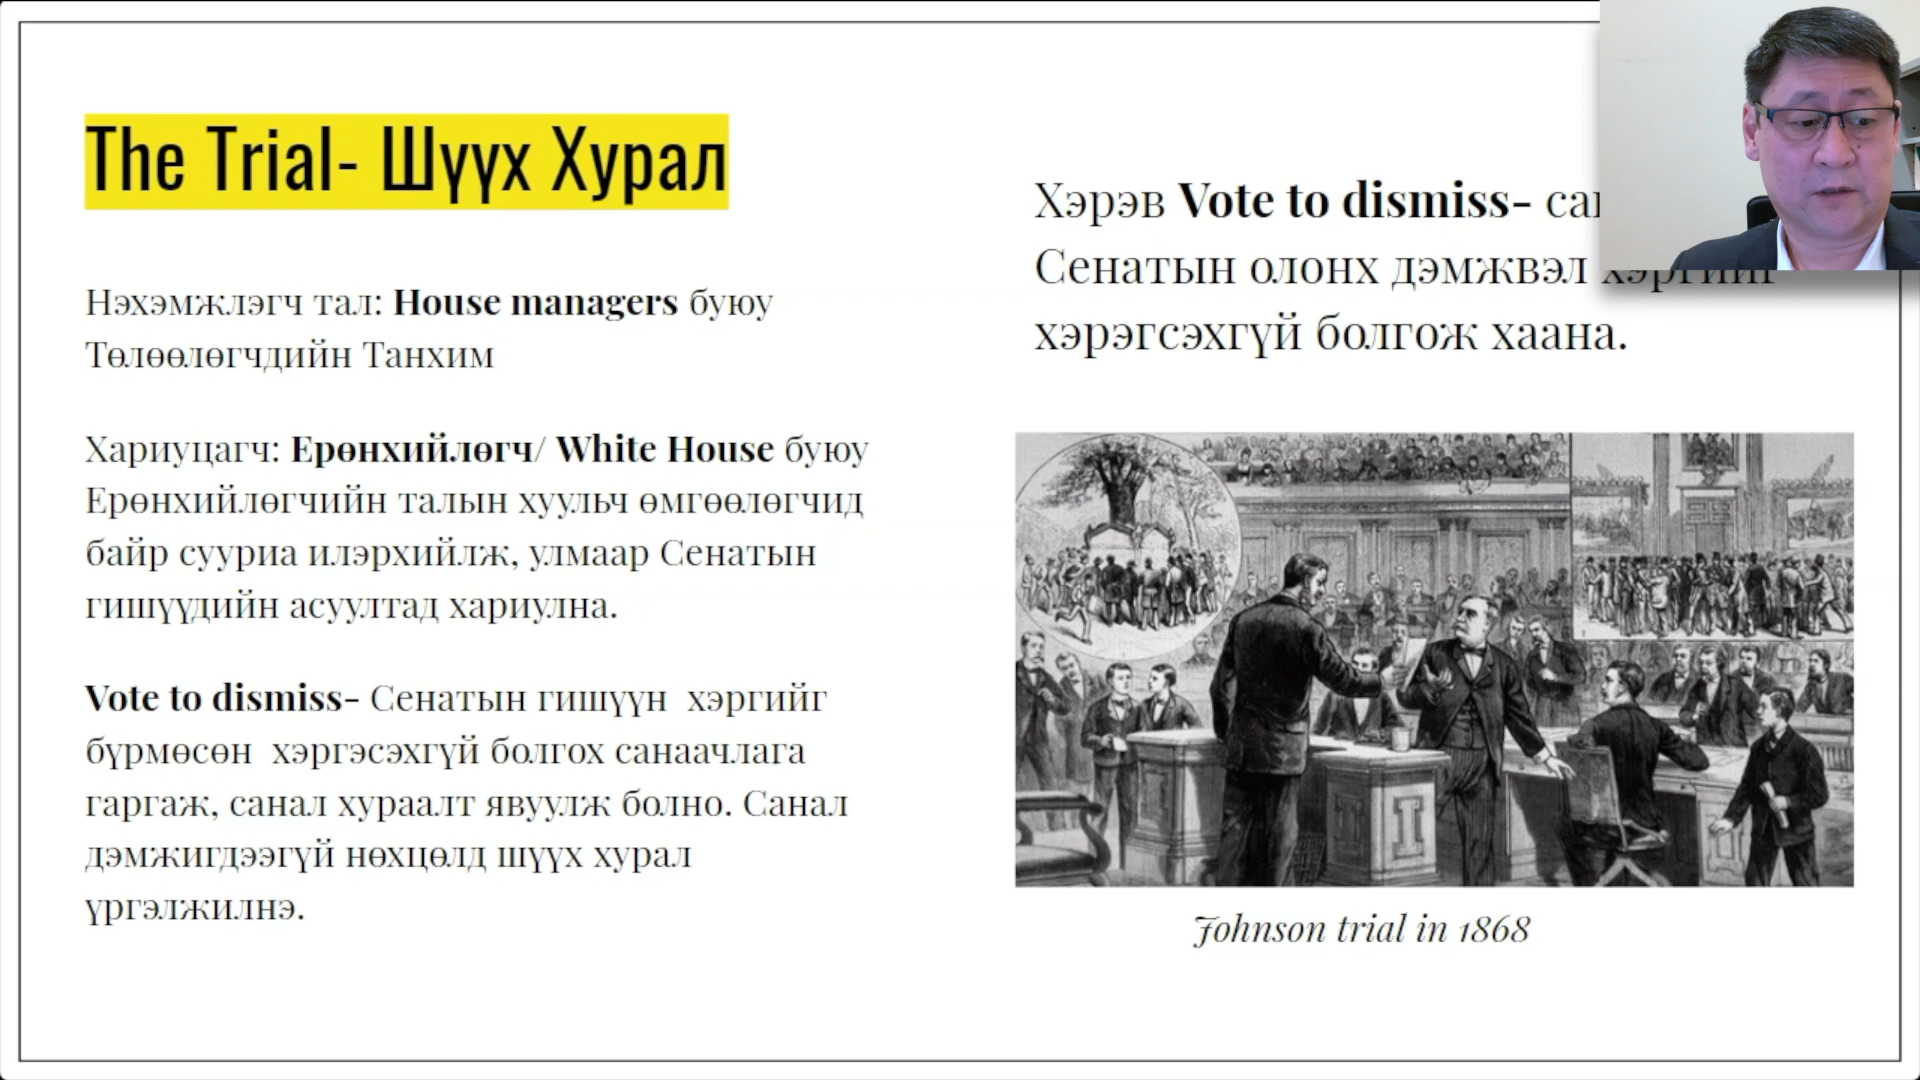 The Trial- Шүүх Хурал
Нэхэмжлэгч тал: House managers буюу
Төлөөлөгчдийн Танхим
Хариуцагч: Ерөнхийлөгч/ White House буюу
Ерөнхийлөгчийн талын хуульч өмгөөлөгчид
байр сууриа илэрхийлж, улмаар Сенатын
гишүүдийн асуултад хариулна.
Vote to dismiss- Сенатын гишүүн хэргийг
бүрмөсөн хэргэсэхгүй болгох санаачлага
гаргаж, санал хураалт явуулж болно. Санал
дэмжигдээгүй нөхцөлд шүүх хурал
үргэлжилнэ.
Хэрэв Vote to dismiss-
Сенатын олонх дэмжвэл хэргийг
хэрэгсэхгүй болгож хаана.
Johnson trial in 1868